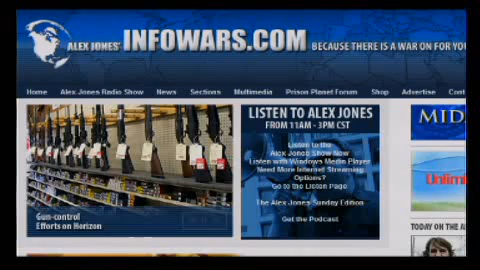 ALEX JONES' INFOWARS.COM BECAUSE THERE IS A WAR ON FOR YOU
Home Alex Jones Radio Show News Sections Multimedia Prison Planet Forum Shop Advertise Cont
Gun-control
Efforts on Horizon
LISTEN TO ALEX JONES
FROM 11AM - 3PM CST
Listen to the
Alex Jones Show Now
Listen with Windows Media Player
Need More Internet Streaming
Options?
Go to the Listen Page
The Alex Jones Sunday Edition
Get the Podcast
MID
Unlim
TODAY ON THE A